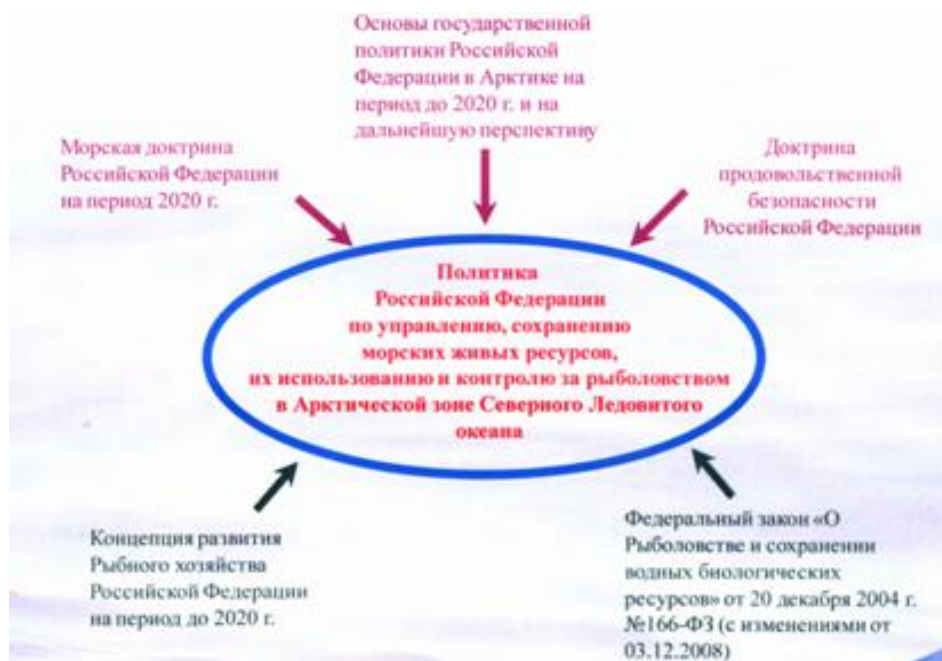 Основы государственной
политики Российской
Федерации в Арктике на
период до 2020 г. и на
дальнейшую перспективу
Морская доктрина
Российской Федерации
на период 2020 г.
Доктрина
продовольственной
безопасности
Российской Федерации
Политика
Российской Федерации
по управлению, сохранению
морских живых ресурсов,
их использованию и контролю за рыболовством
в Арктической зоне Северного Ледовитого
океана
Концепция развития
Рыбного хозяйства
Российской Федерации
на период до 2020 г.
Федеральный закон «О
Рыболовстве и сохранении
водных биологических
ресурсов» от 20 декабря 2004 г.
№166-ФЗ (с изменениями от
03.12.2008)